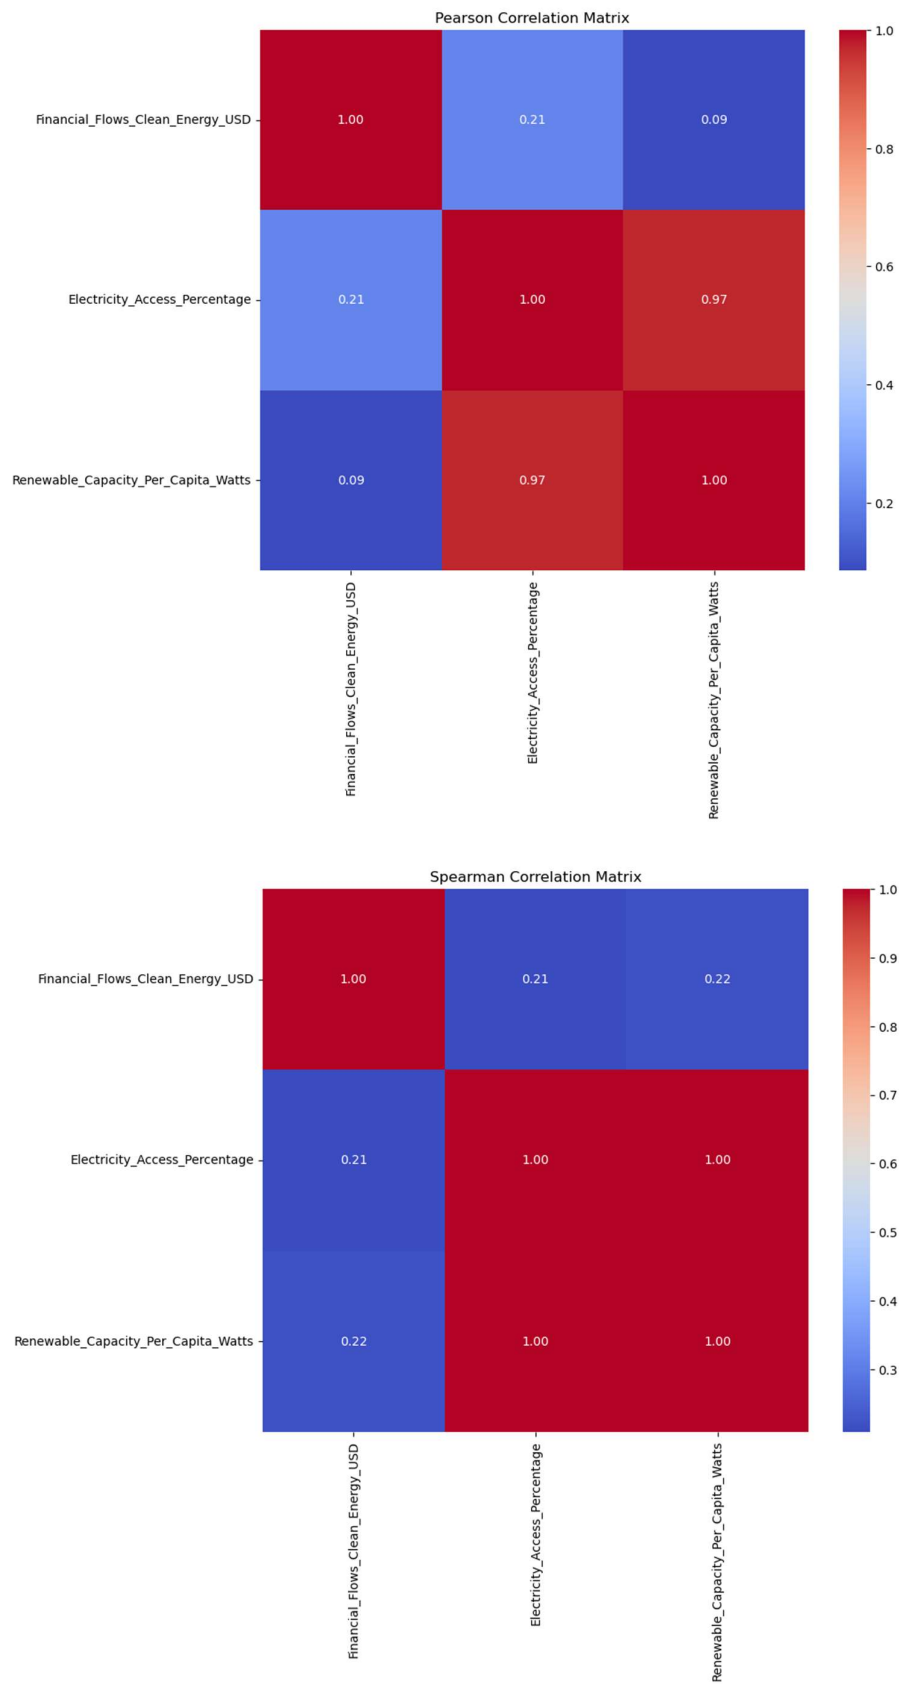 Pearson Correlation Matrix
Financial_Flows_Clean_Energy_USD
1.00 0.21 0.09
Electricity_Access_Percentage
0.21 1.00 0.97
Renewable_Capacity_Per_Capita_Watts
0.09 0.97 1.00
1.0
0.8
0.6
0.4
0.2
Financial_Flows_Clean_Energy_USD
Electricity_Access_Percentage
Renewable_Capacity_Per_Capita_Watts
Spearman Correlation Matrix
Financial_Flows_Clean_Energy_USD
1.00 0.21 0.22
Electricity_Access_Percentage
0.21 1.00 1.00
Renewable_Capacity_Per_Capita_Watts
0.22 1.00 1.00
1.0
0.9
0.8
0.7
0.6
0.5
0.4
0.3
Financial_Flows_Clean_Energy_USD
Electricity_Access_Percentage
Renewable_Capacity_Per_Capita_Watts